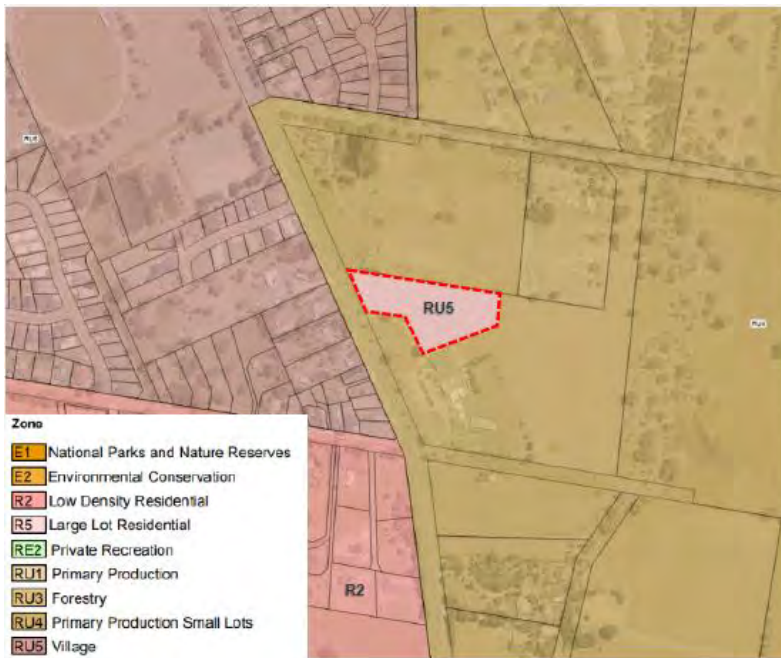 RU5
RU5
Zone
E1 National Parks and Nature Reserves
E2 Environmental Conservation
R2 Low Density Residential
R5 Large Lot Residential
RE2 Private Recreation
RU1 Primary Production
RU3 Forestry
RU4 Primary Production Small Lots
RU5 Village
R2